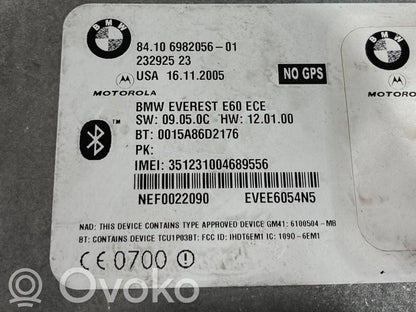 BMW
84.10 6982056-01
232925 23
USA 16.11.2005
MOTOROLA
NO GPS
BMW EVEREST E60 ECE
SW: 09.05.0C HW: 12.01.00
BT: 0015A86D2176
PK:
IMEI: 351231004689556
NEF0022090 EVEE6054N5
NAD: THIS DEVICE CONTAINS TYPE APPROVED DEVICE GM41: 6100504-MB
BT: CONTAINS DEVICE TCU1P03BT: FCC ID: IHDT6EM1 IC: 1090-6EM1
CE 0700
BMW
MOTOR
Ovoko